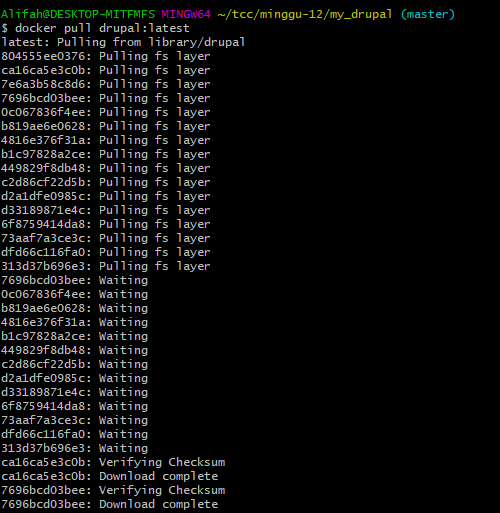 Alifah@DESKTOP-MITFMFS MINGW64 ~/tcc/minggu-12/my_drupal (master)
$ docker pull drupal:latest
latest: Pulling from library/drupal
804555ee0376: Pulling fs layer
ca16ca5e3c0b: Pulling fs layer
7e6a3b58c8d6: Pulling fs layer
7696bcd03bee: Pulling fs layer
0c067836f4ee: Pulling fs layer
b819ae6e0628: Pulling fs layer
4816e376f31a: Pulling fs layer
b1c97828a2ce: Pulling fs layer
449829f8db48: Pulling fs layer
c2d86cf22d5b: Pulling fs layer
d2a1dfe0985c: Pulling fs layer
d33189871e4c: Pulling fs layer
6f8759414da8: Pulling fs layer
73aaf7a3ce3c: Pulling fs layer
dfd66c116fa0: Pulling fs layer
313d37b696e3: Pulling fs layer
7696bcd03bee: Waiting
0c067836f4ee: Waiting
b819ae6e0628: Waiting
4816e376f31a: Waiting
b1c97828a2ce: Waiting
449829f8db48: Waiting
c2d86cf22d5b: Waiting
d2a1dfe0985c: Waiting
d33189871e4c: Waiting
6f8759414da8: Waiting
73aaf7a3ce3c: Waiting
dfd66c116fa0: Waiting
313d37b696e3: Waiting
ca16ca5e3c0b: Verifying Checksum
ca16ca5e3c0b: Download complete
7696bcd03bee: Verifying Checksum
7696bcd03bee: Download complete